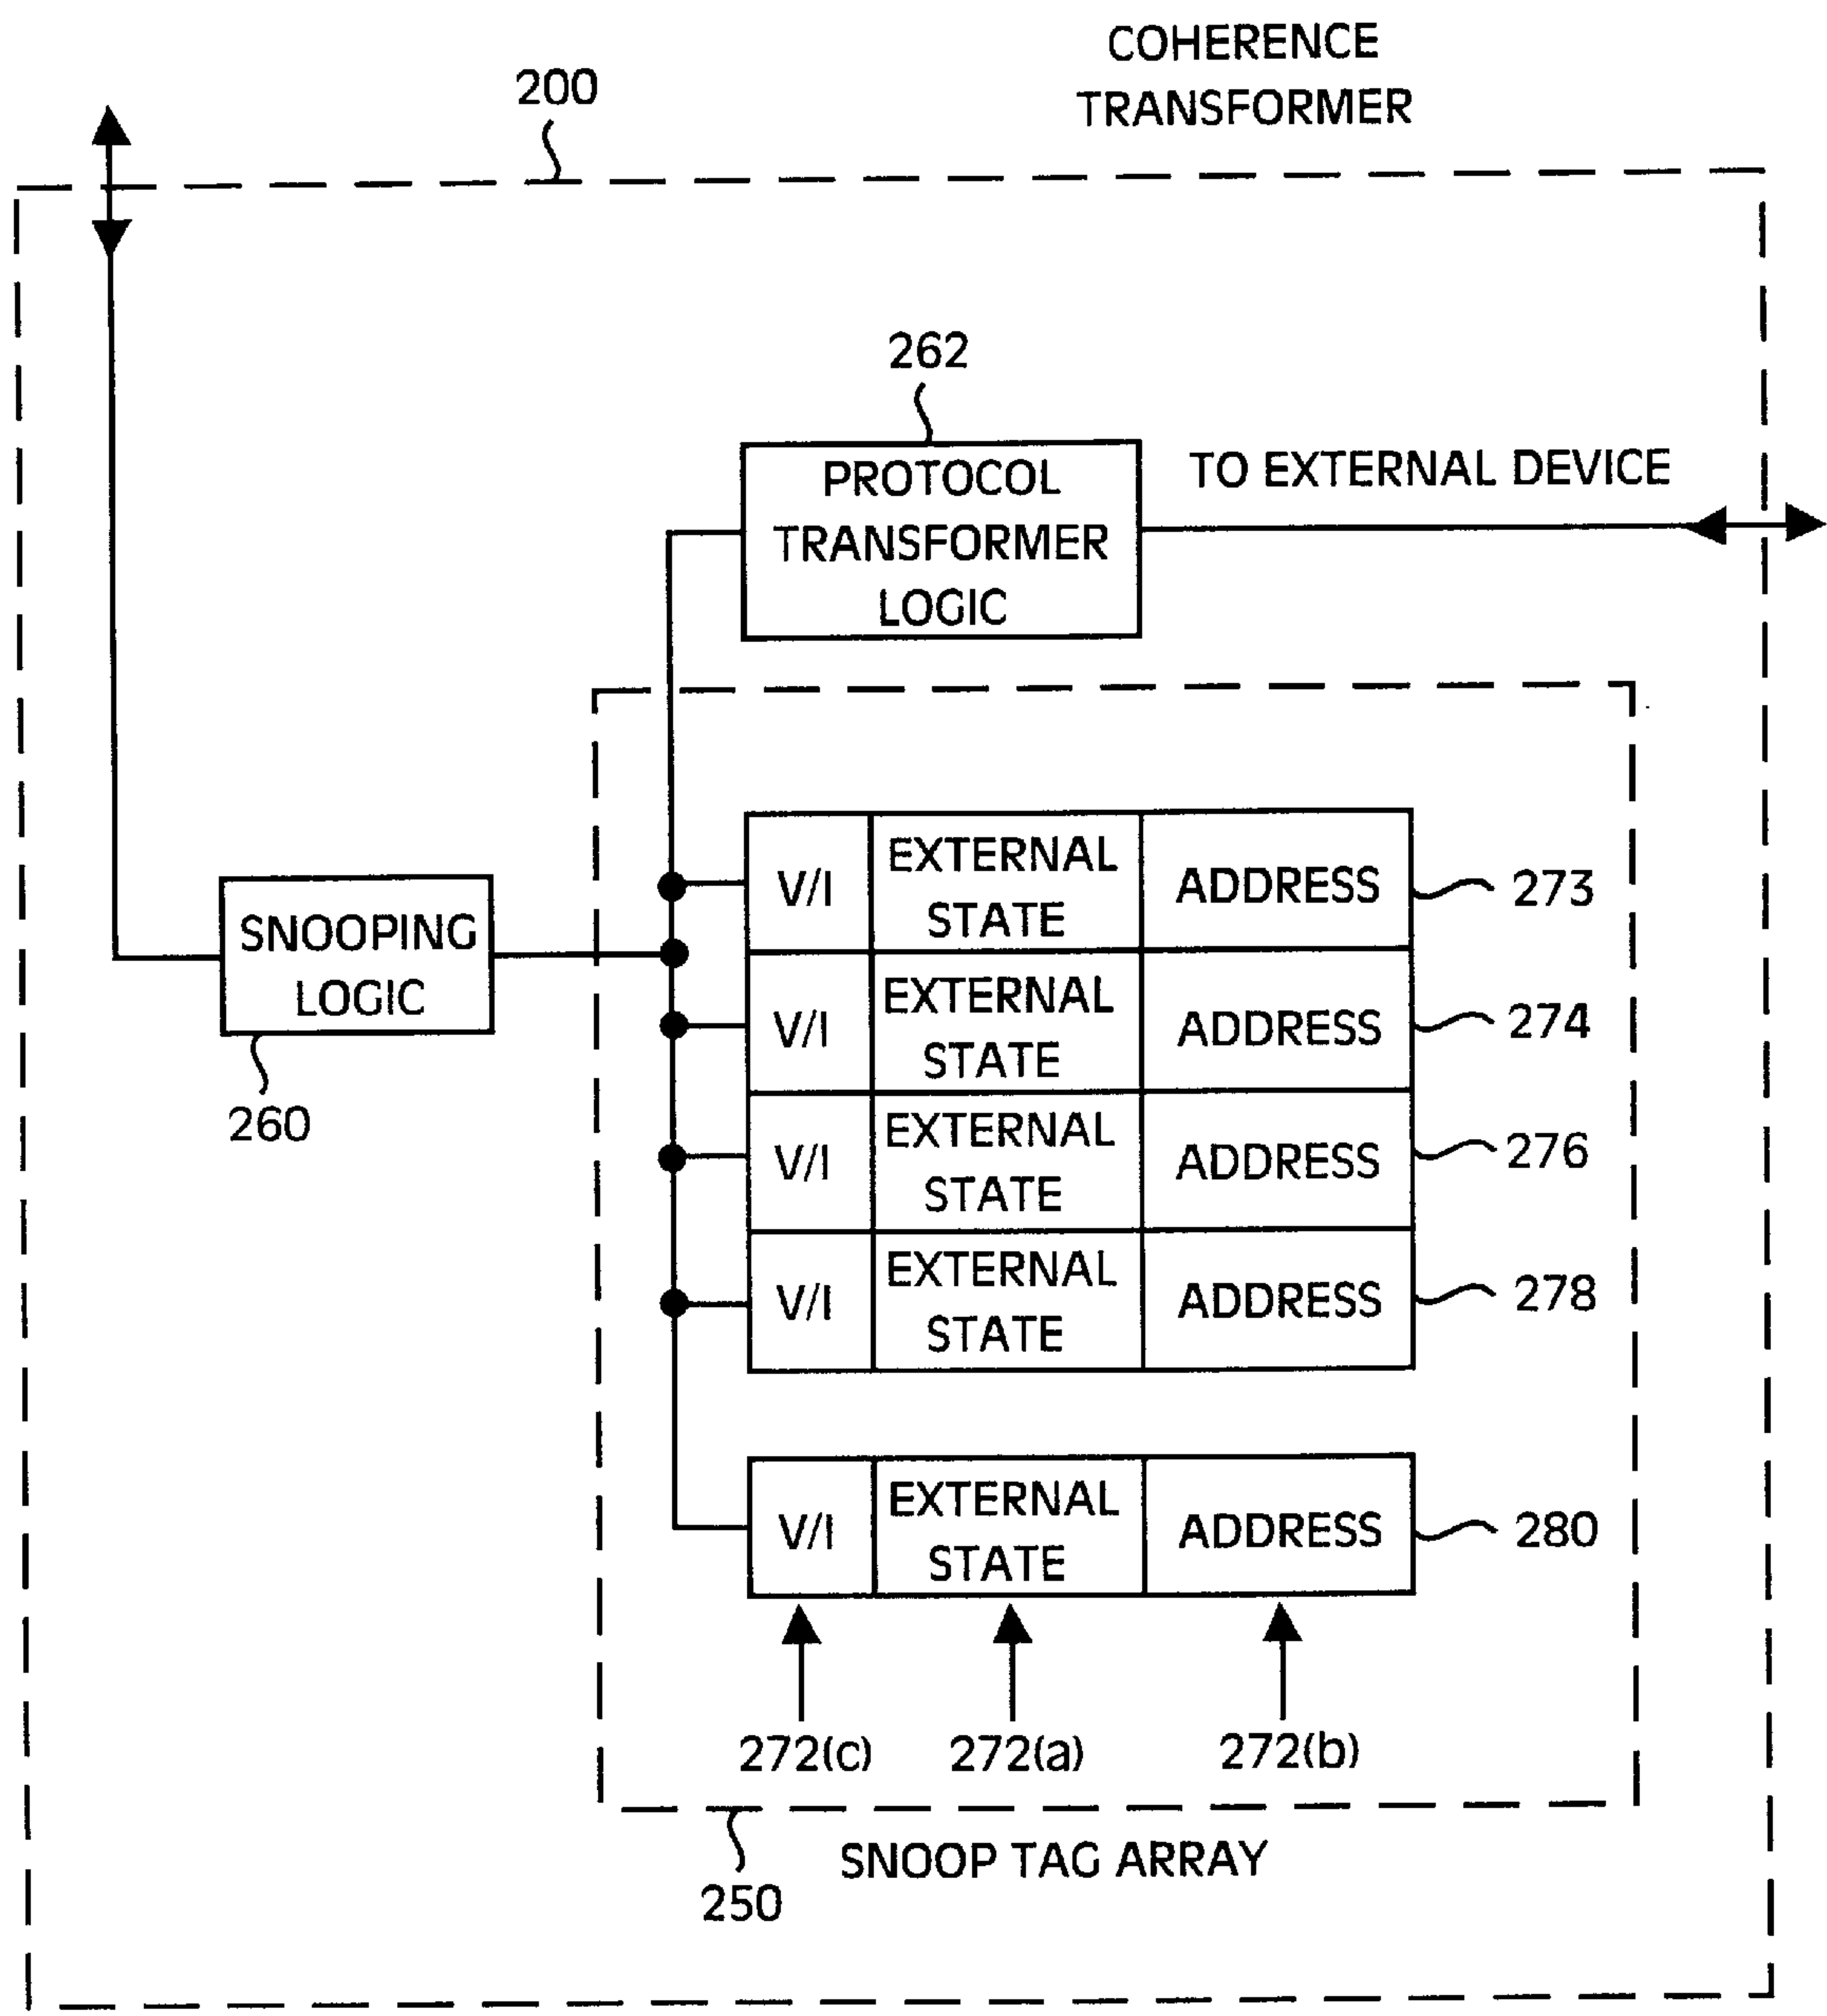 COHERENCE
TRANSFORMER
200
262
PROTOCOL
TRANSFORMER
LOGIC
TO EXTERNAL DEVICE
SNOOPING
LOGIC
260
V/I
EXTERNAL
STATE
ADDRESS
273
V/I
EXTERNAL
STATE
ADDRESS
274
V/I
EXTERNAL
STATE
ADDRESS
276
V/I
EXTERNAL
STATE
ADDRESS
278
V/I
EXTERNAL
STATE
ADDRESS
280
272(c)
272(a)
272(b)
250
SNOOP TAG ARRAY